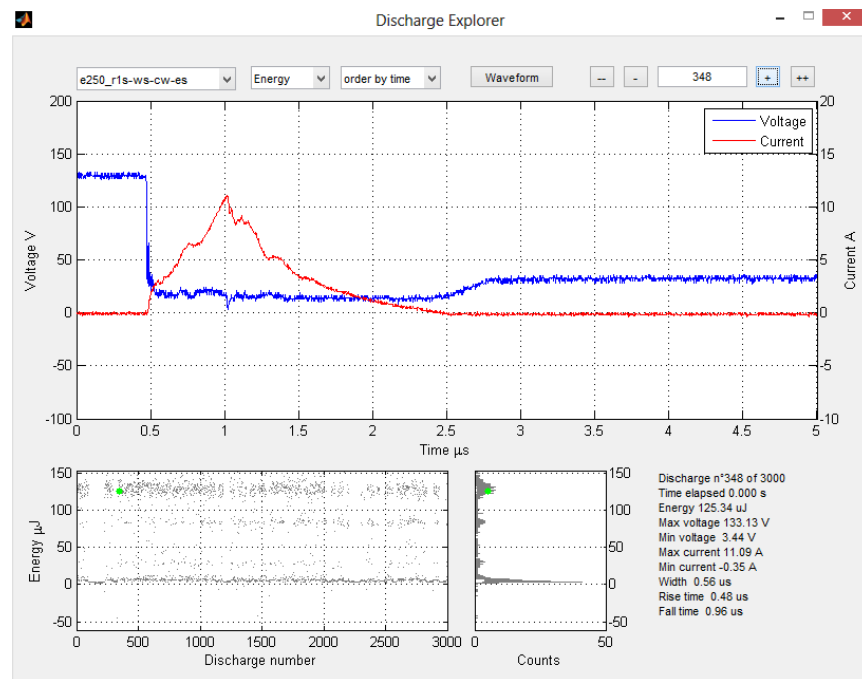 Discharge Explorer
e250_r1s-ws-cw-es Energy order by time Waveform -- - 348 + ++
200 20
Voltage
Current
150 15
100 10
50 5
0 0
-50 -5
-100 -10
Voltage V
Current A
0 0.5 1 1.5 2 2.5 3 3.5 4 4.5 5
Time µs
150 150
100 100
50 50
0 0
-50 -50
Energy µJ
0 500 1000 1500 2000 2500 3000
Discharge number
0 50
Counts
Discharge n°348 of 3000
Time elapsed 0.000 s
Energy 125.34 uJ
Max voltage 133.13 V
Min voltage 3.44 V
Max current 11.09 A
Min current -0.35 A
Width 0.56 us
Rise time 0.48 us
Fall time 0.96 us